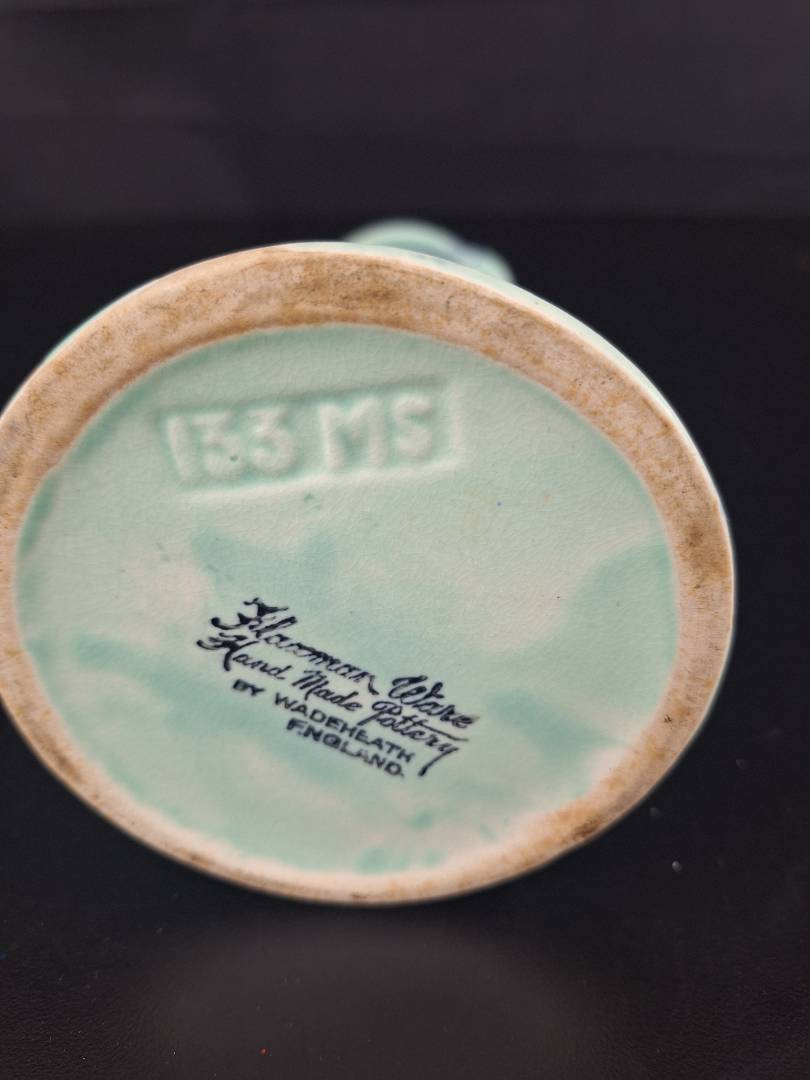 133 MS
Flaxman Ware
Hand Made Pottery
BY WADEHEATH
ENGLAND.